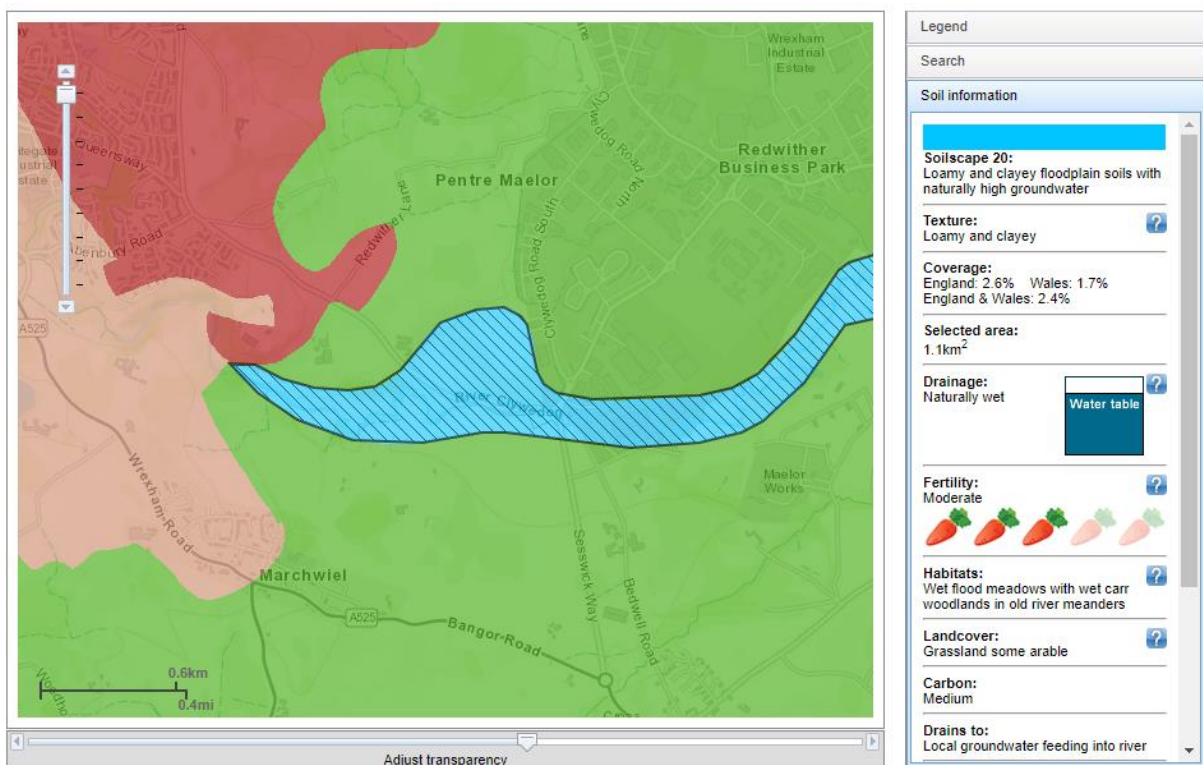 Wrexham
Industrial
Estate
Queensway
Clywedog Road North
Redwither
Business Park
Pentre Maelor
Redwither Lane
Abenbury Road
Clywedog Road South
A525
Clywedog
Wrexham Road
Maelor
Works
Marchwiel
Sesswick Way
Bedwell Road
A525
Bangor Road
0.6km
0.4mi
Adjust transparency
Legend
Search
Soil information
Soilscape 20:
Loamy and clayey floodplain soils with
naturally high groundwater
Texture:
Loamy and clayey
?
Coverage:
England: 2.6% Wales: 1.7%
England & Wales: 2.4%
Selected area:
1.1km²
Drainage:
Naturally wet
Water table
?
Fertility:
Moderate
?
Habitats:
Wet flood meadows with wet carr
woodlands in old river meanders
?
Landcover:
Grassland some arable
?
Carbon:
Medium
Drains to:
Local groundwater feeding into river